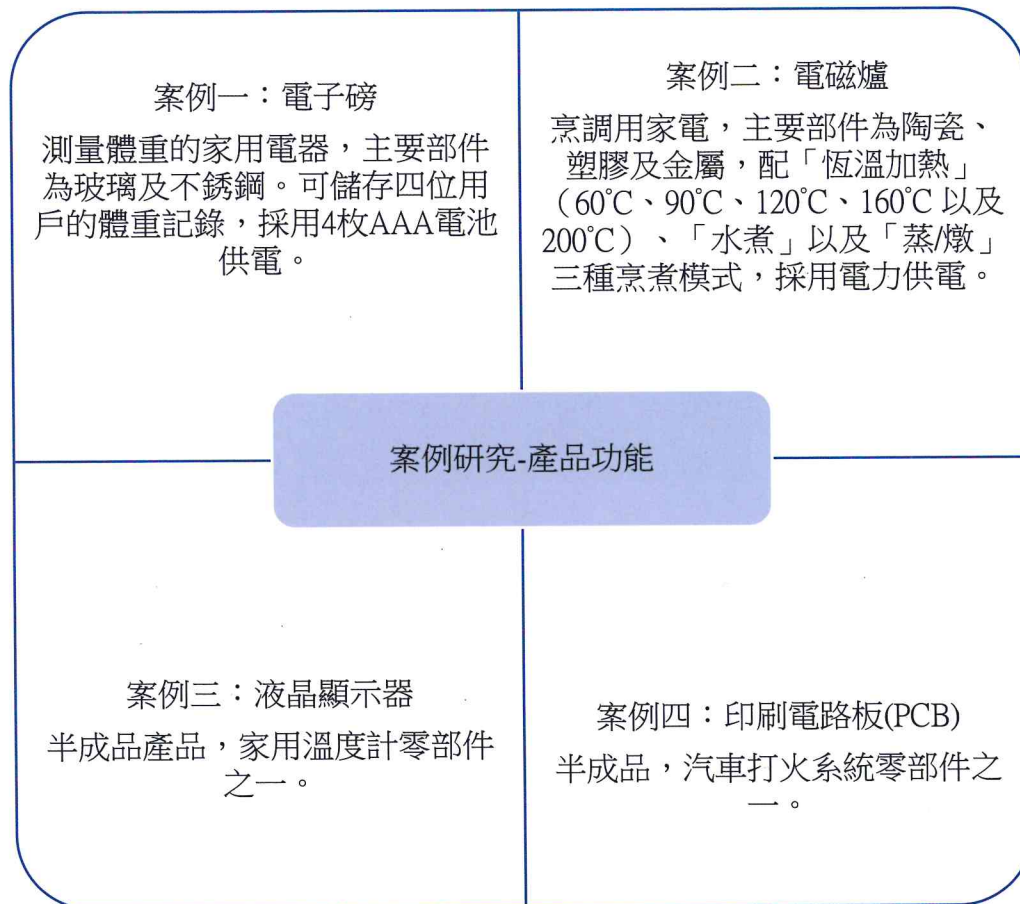 案例一：電子磅
測量體重的家用電器，主要部件
為玻璃及不銹鋼。可儲存四位用
戶的體重記錄，採用4枚AAA電池
供電。
案例二：電磁爐
烹調用家電，主要部件為陶瓷、
塑膠及金屬，配「恆溫加熱」
（60℃、90℃、120℃、160℃ 以及
200℃）、「水煮」以及「蒸/燉」
三種烹煮模式，採用電力供電。
案例研究-產品功能
案例三：液晶顯示器
半成品產品，家用溫度計零部件
之一。
案例四：印刷電路板(PCB)
半成品，汽車打火系統零部件之
一。